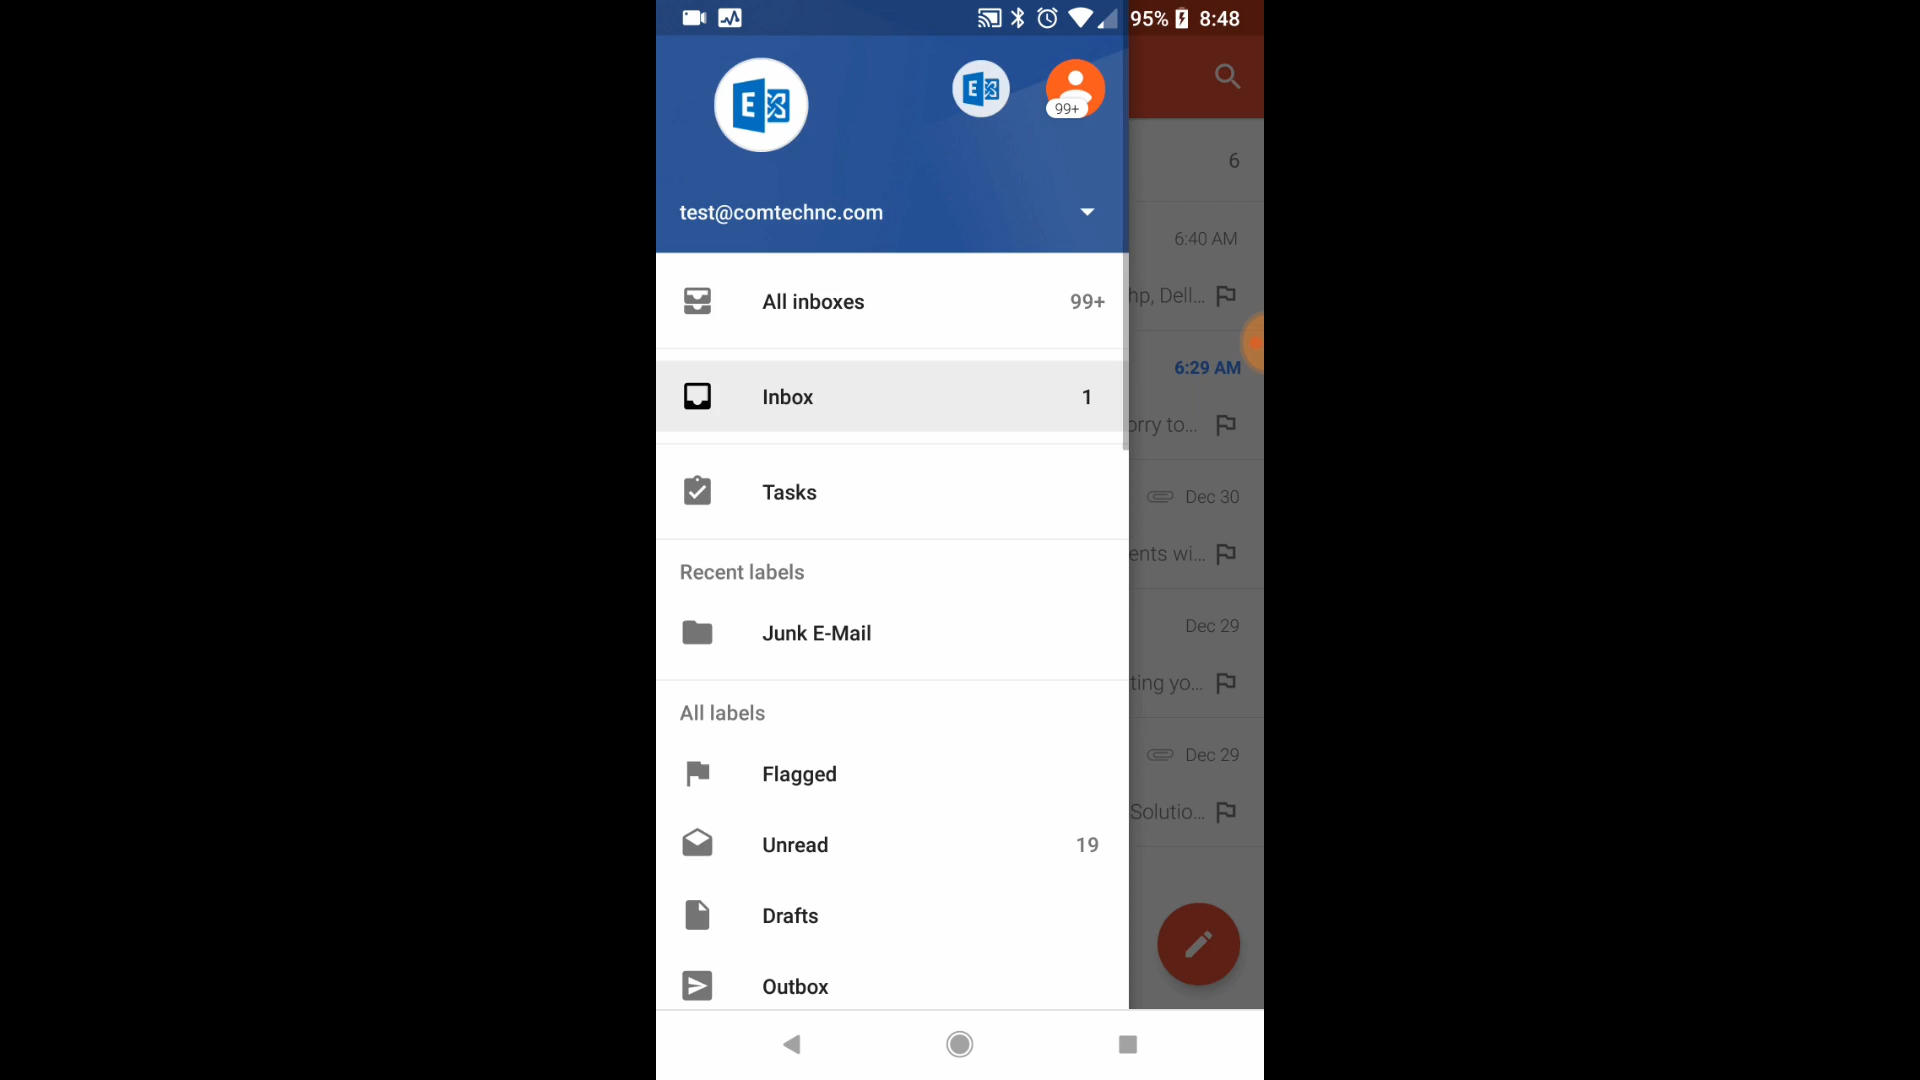 95% 8:48
99+
6
test@comtechnc.com
6:40 AM
All inboxes 99+
hp, Dell...
6:29 AM
Inbox 1
orry to...
Tasks
Dec 30
ents wi...
Recent labels
Dec 29
Junk E-Mail
ting yo...
All labels
Dec 29
Flagged
Solutio...
Unread 19
Drafts
Outbox